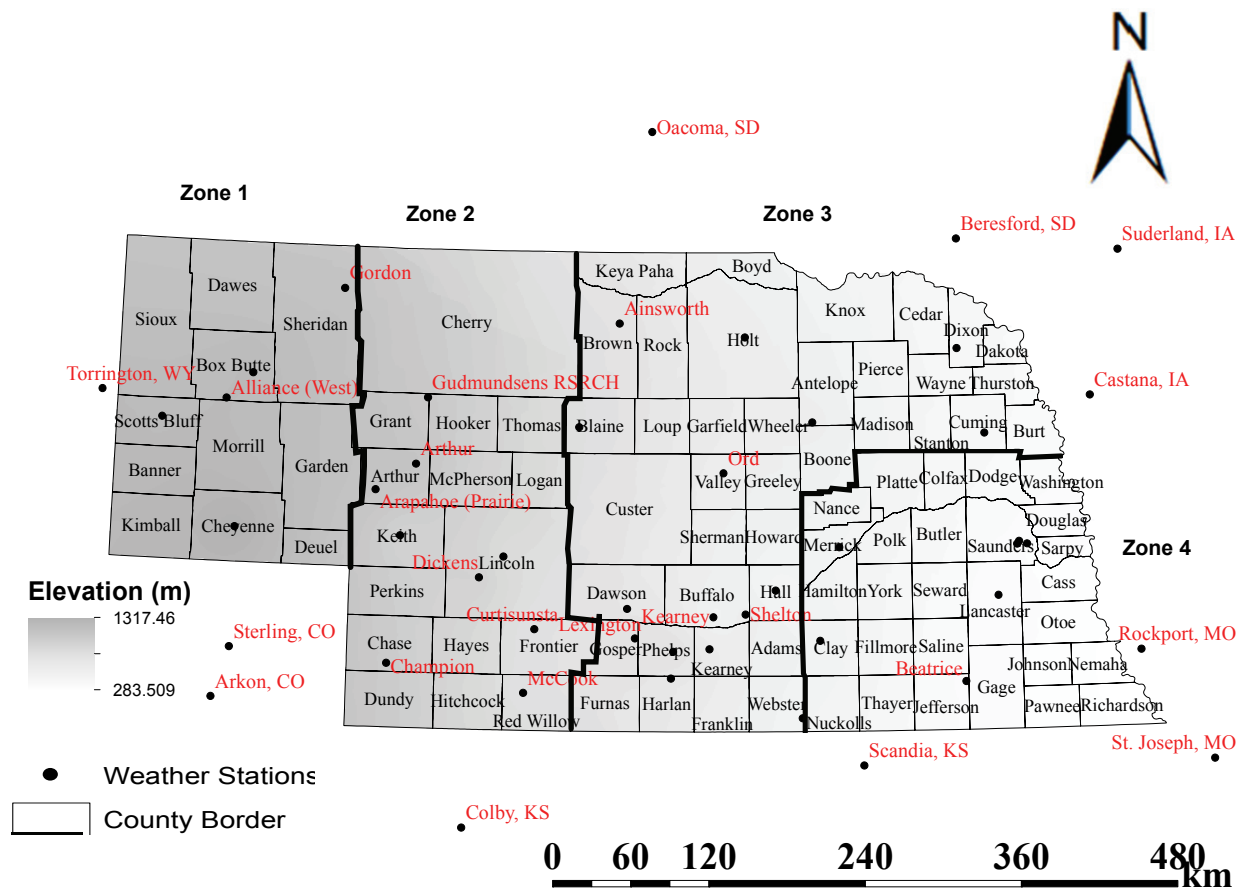 N
Oacoma, SD
Zone 1
Zone 2
Zone 3
Beresford, SD
Suderland, IA
Keya Paha
Boyd
Gordon
Dawes
Knox
Cedar
Ainsworth
Sioux
Sheridan
Cherry
Dixon
Holt
Brown
Rock
Dakota
Box Butte
Pierce
Torrington, WY
Alliance (West)
Gudmundsens RSRCH
Antelope
Wayne
Thurston
Castana, IA
Scotts Bluff
Grant
Hooker
Thomas
Blaine
Loup
Garfield
Wheeler
Madison
Stanton
Cuming
Burt
Morrill
Arthur
Ord
Boone
Banner
Garden
Arthur
McPherson
Logan
Valley
Greeley
Platte
Colfax
Dodge
Washington
Arapahoe (Prairie)
Custer
Nance
Kimball
Cheyenne
Douglas
Deuel
Keith
Sherman
Howard
Merrick
Polk
Butler
Saunders
Sarpy
Zone 4
Dickens
Lincoln
Elevation (m)
Perkins
Dawson
Buffalo
Hall
Hamilton
York
Seward
Cass
Lancaster
1317.46
Curtisunsta
Lexington
Kearney
Shelton
Otoe
Sterling, CO
Chase
Hayes
Frontier
Gosper
Phelps
Kearney
Adams
Clay
Fillmore
Saline
Rockport, MO
Champion
Beatrice
Johnson
Nemaha
283.509
Arkon, CO
McCook
Gage
Dundy
Hitchcock
Red Willow
Furnas
Harlan
Franklin
Webster
Nuckolls
Thayer
Jefferson
Pawnee
Richardson
Scandia, KS
St. Joseph, MO
Weather Stations
County Border
Colby, KS
0
60
120
240
360
480
km